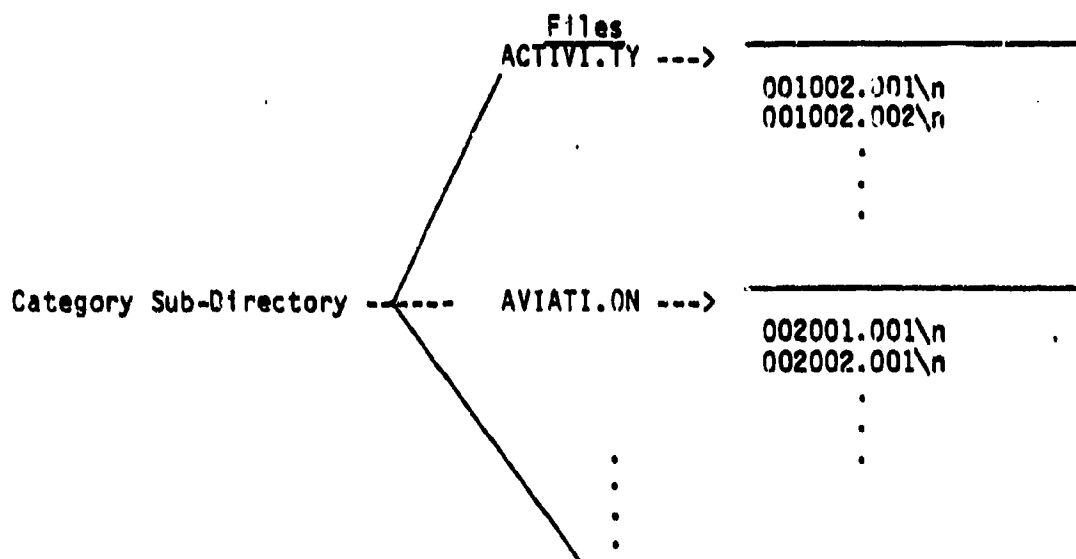 Files
ACTIVI.TY --->
001002.001\n
001002.002\n
.
.
.
Category Sub-Directory ------ AVIATI.ON --->
002001.001\n
002002.001\n
.
.
.
.
.
.
.